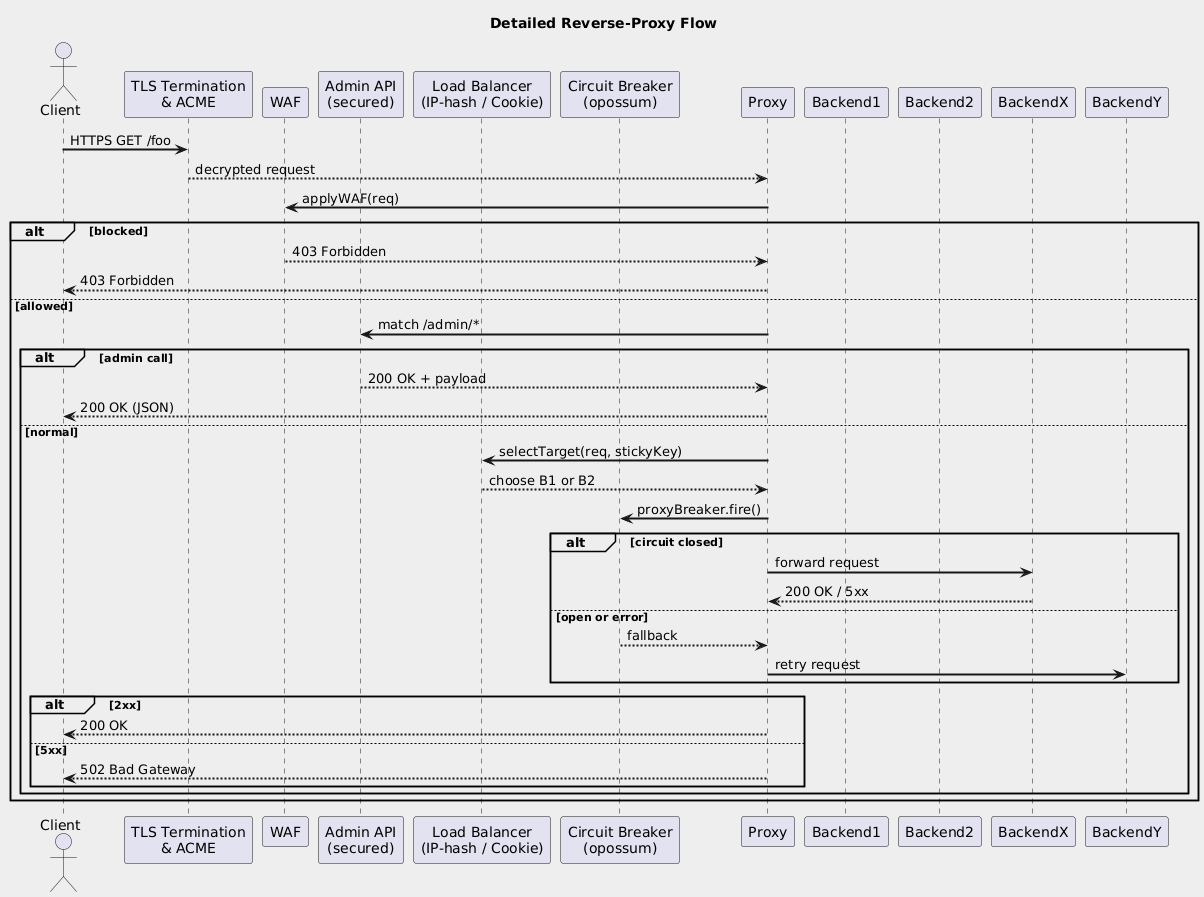 Detailed Reverse-Proxy Flow
Client
TLS Termination
& ACME
WAF
Admin API
(secured)
Load Balancer
(IP-hash / Cookie)
Circuit Breaker
(opossum)
Proxy
Backend1
Backend2
BackendX
BackendY
HTTPS GET /foo
decrypted request
applyWAF(req)
alt [blocked]
403 Forbidden
403 Forbidden
[allowed]
match /admin/*
alt [admin call]
200 OK + payload
200 OK (JSON)
[normal]
selectTarget(req, stickyKey)
choose B1 or B2
proxyBreaker.fire()
alt [circuit closed]
forward request
200 OK / 5xx
[open or error]
fallback
retry request
alt [2xx]
200 OK
[5xx]
502 Bad Gateway
Client
TLS Termination
& ACME
WAF
Admin API
(secured)
Load Balancer
(IP-hash / Cookie)
Circuit Breaker
(opossum)
Proxy
Backend1
Backend2
BackendX
BackendY